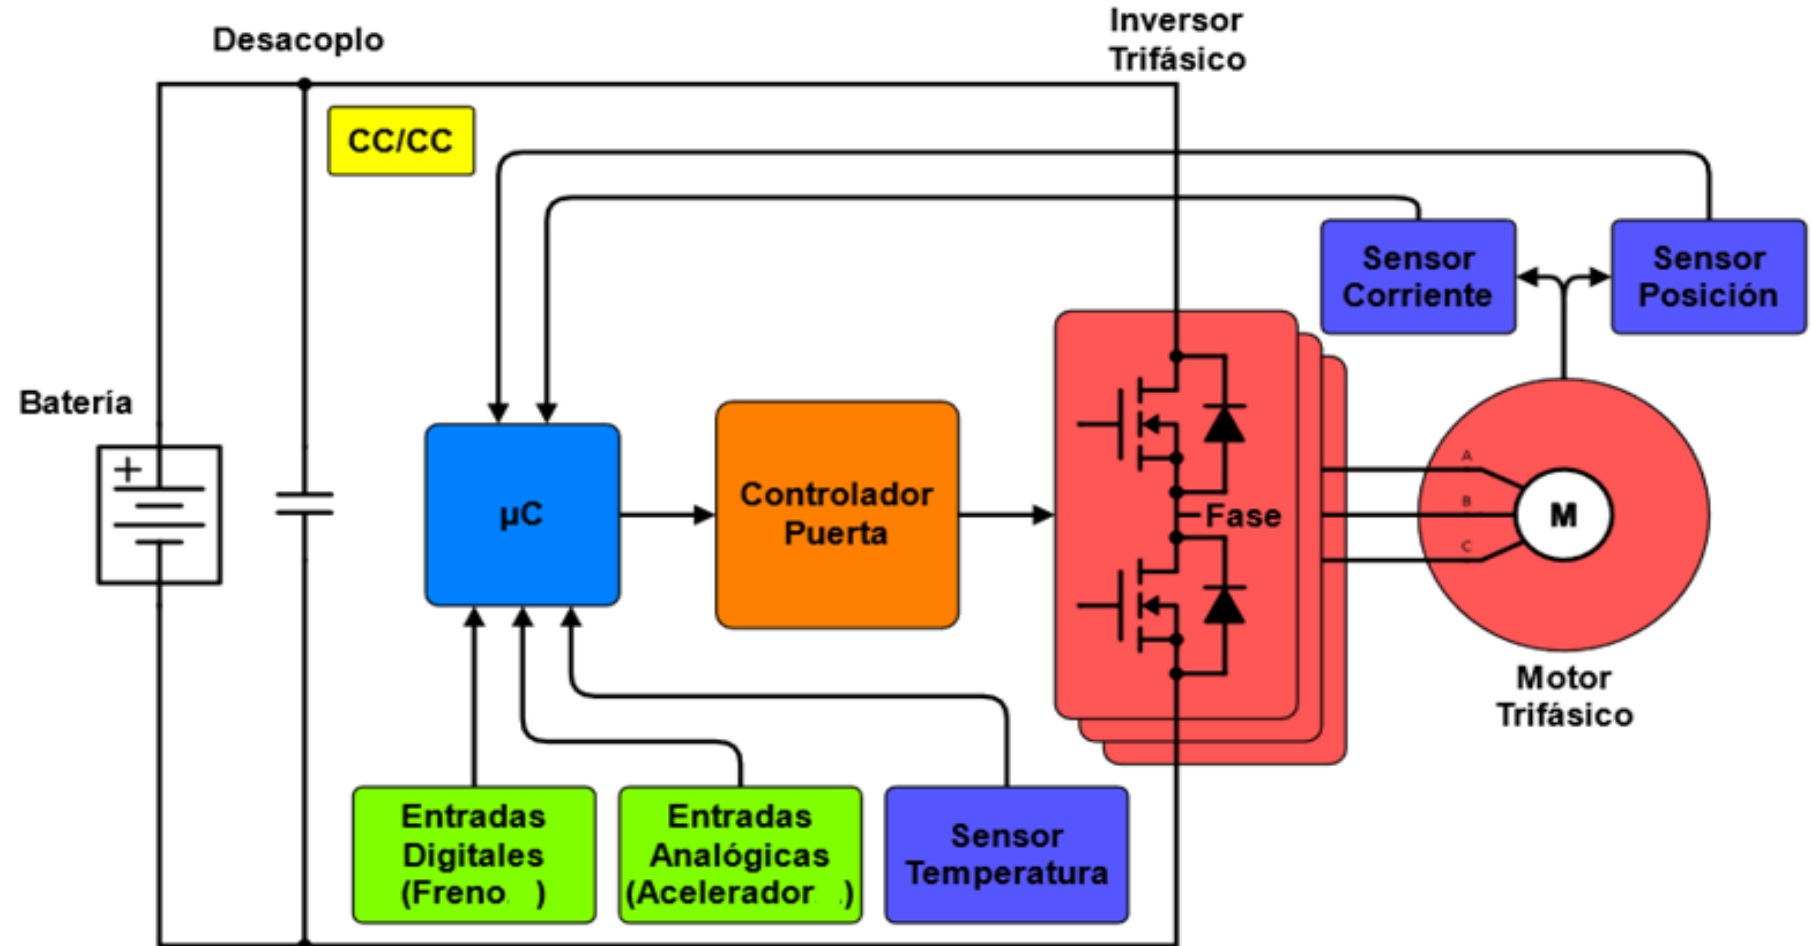 Desacoplo
Inversor
Trifásico
CC/CC
Sensor
Corriente
Sensor
Posición
Batería
+
µC
Controlador
Puerta
Fase
A
B
C
M
Motor
Trifásico
Entradas
Digitales
(Freno. )
Entradas
Analógicas
(Acelerador .)
Sensor
Temperatura